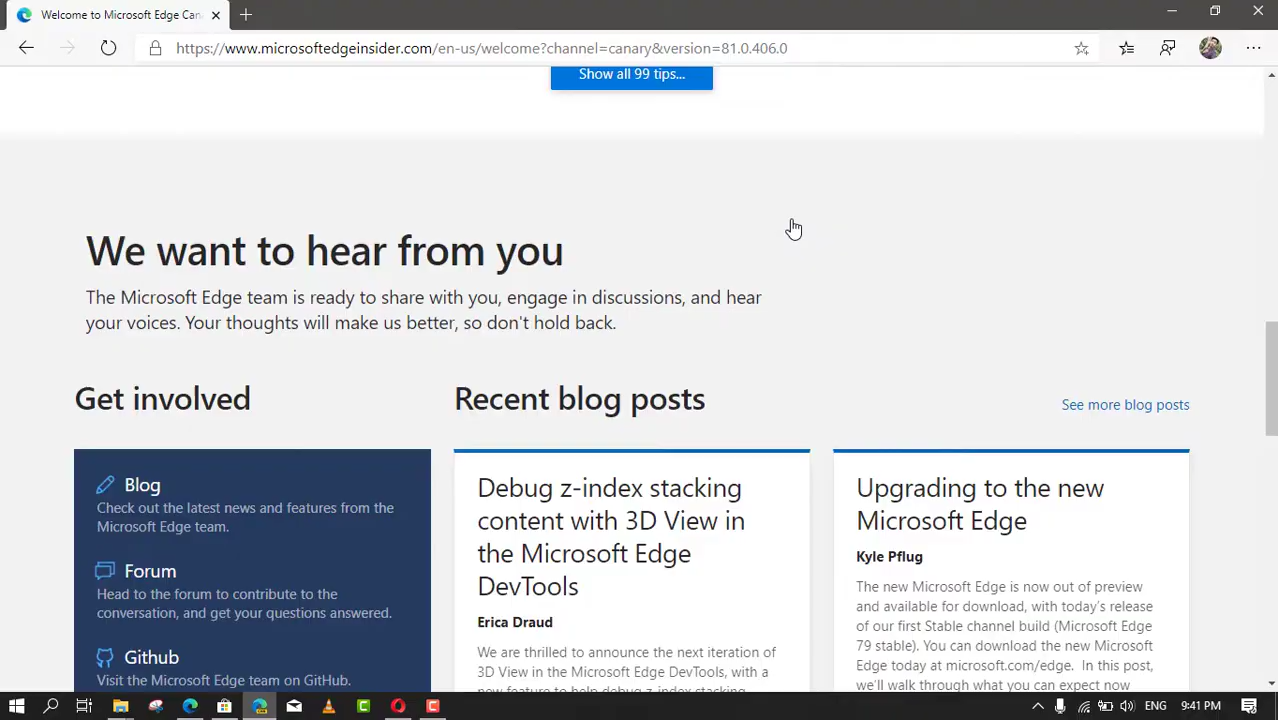 Welcome to Microsoft Edge Can
https://www.microsoftedgeinsider.com/en-us/welcome?channel=canary&version=81.0.406.0
Show all 99 tips...
We want to hear from you
The Microsoft Edge team is ready to share with you, engage in discussions, and hear
your voices. Your thoughts will make us better, so don't hold back.
Get involved
Recent blog posts
See more blog posts
Blog
Check out the latest news and features from the
Microsoft Edge team.
Forum
Head to the forum to contribute to the
conversation, and get your questions answered.
Github
Visit the Microsoft Edge team on GitHub.
Debug z-index stacking
content with 3D View in
the Microsoft Edge
DevTools
Erica Draud
We are thrilled to announce the next iteration of
3D View in the Microsoft Edge DevTools, with a
new feature to help debug z-index stacking
Upgrading to the new
Microsoft Edge
Kyle Pflug
The new Microsoft Edge is now out of preview
and available for download, with today's release
of our first Stable channel build (Microsoft Edge
79 stable). You can download the new Microsoft
Edge today at microsoft.com/edge. In this post,
we'll walk through what you can expect now
ENG
9:41 PM